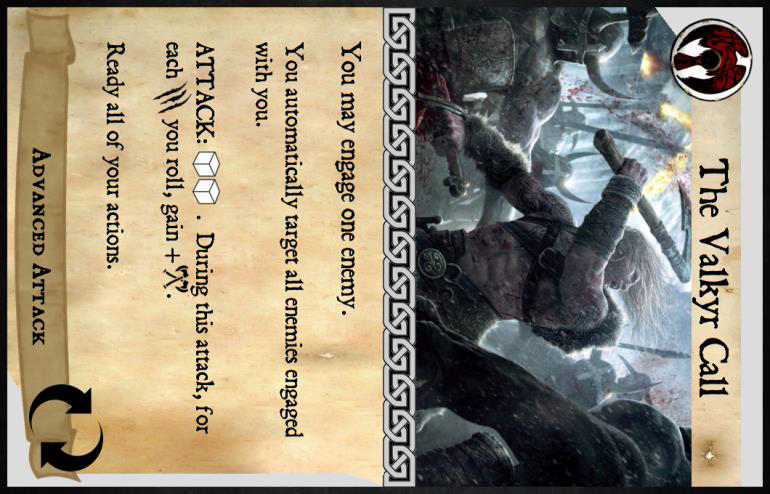 The Valkyr Call
You may engage one enemy.
You automatically target all enemies engaged
with you.
ATTACK: . During this attack, for
each you roll, gain + .
Ready all of your actions.
ADVANCED ATTACK